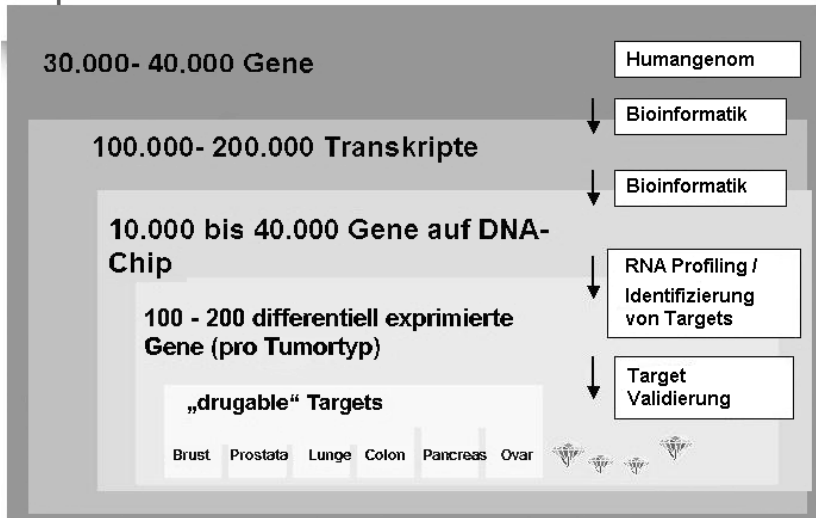 30.000- 40.000 Gene
Humangenom
Bioinformatik
100.000- 200.000 Transkripte
Bioinformatik
10.000 bis 40.000 Gene auf DNA-
Chip
RNA Profiling /
Identifizierung
von Targets
100 - 200 differentiell exprimierte
Gene (pro Tumortyp)
Target
Validierung
„drugable“ Targets
Brust Prostata Lunge Colon Pancreas Ovar